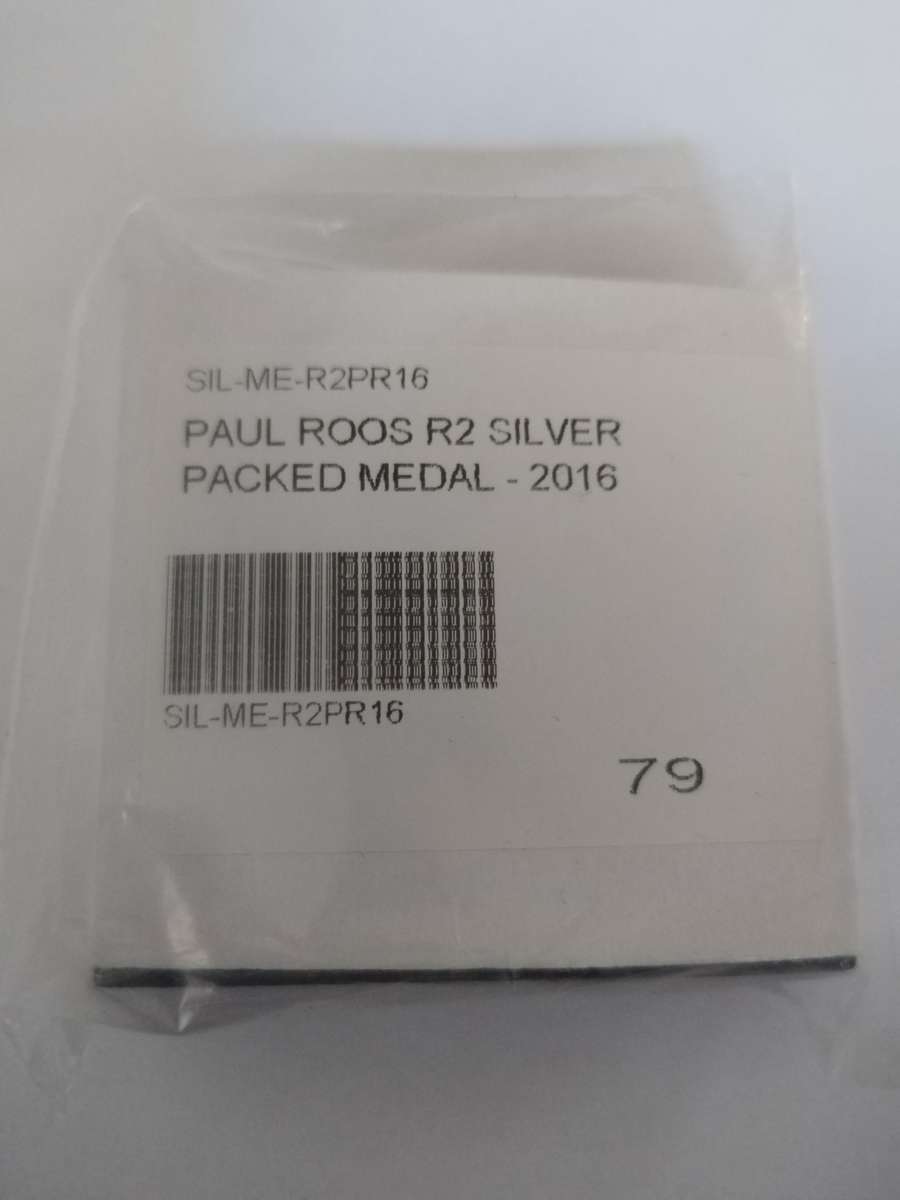 SIL-ME-R2PR16
PAUL ROOS R2 SILVER
PACKED MEDAL - 2016
SIL-ME-R2PR16
79